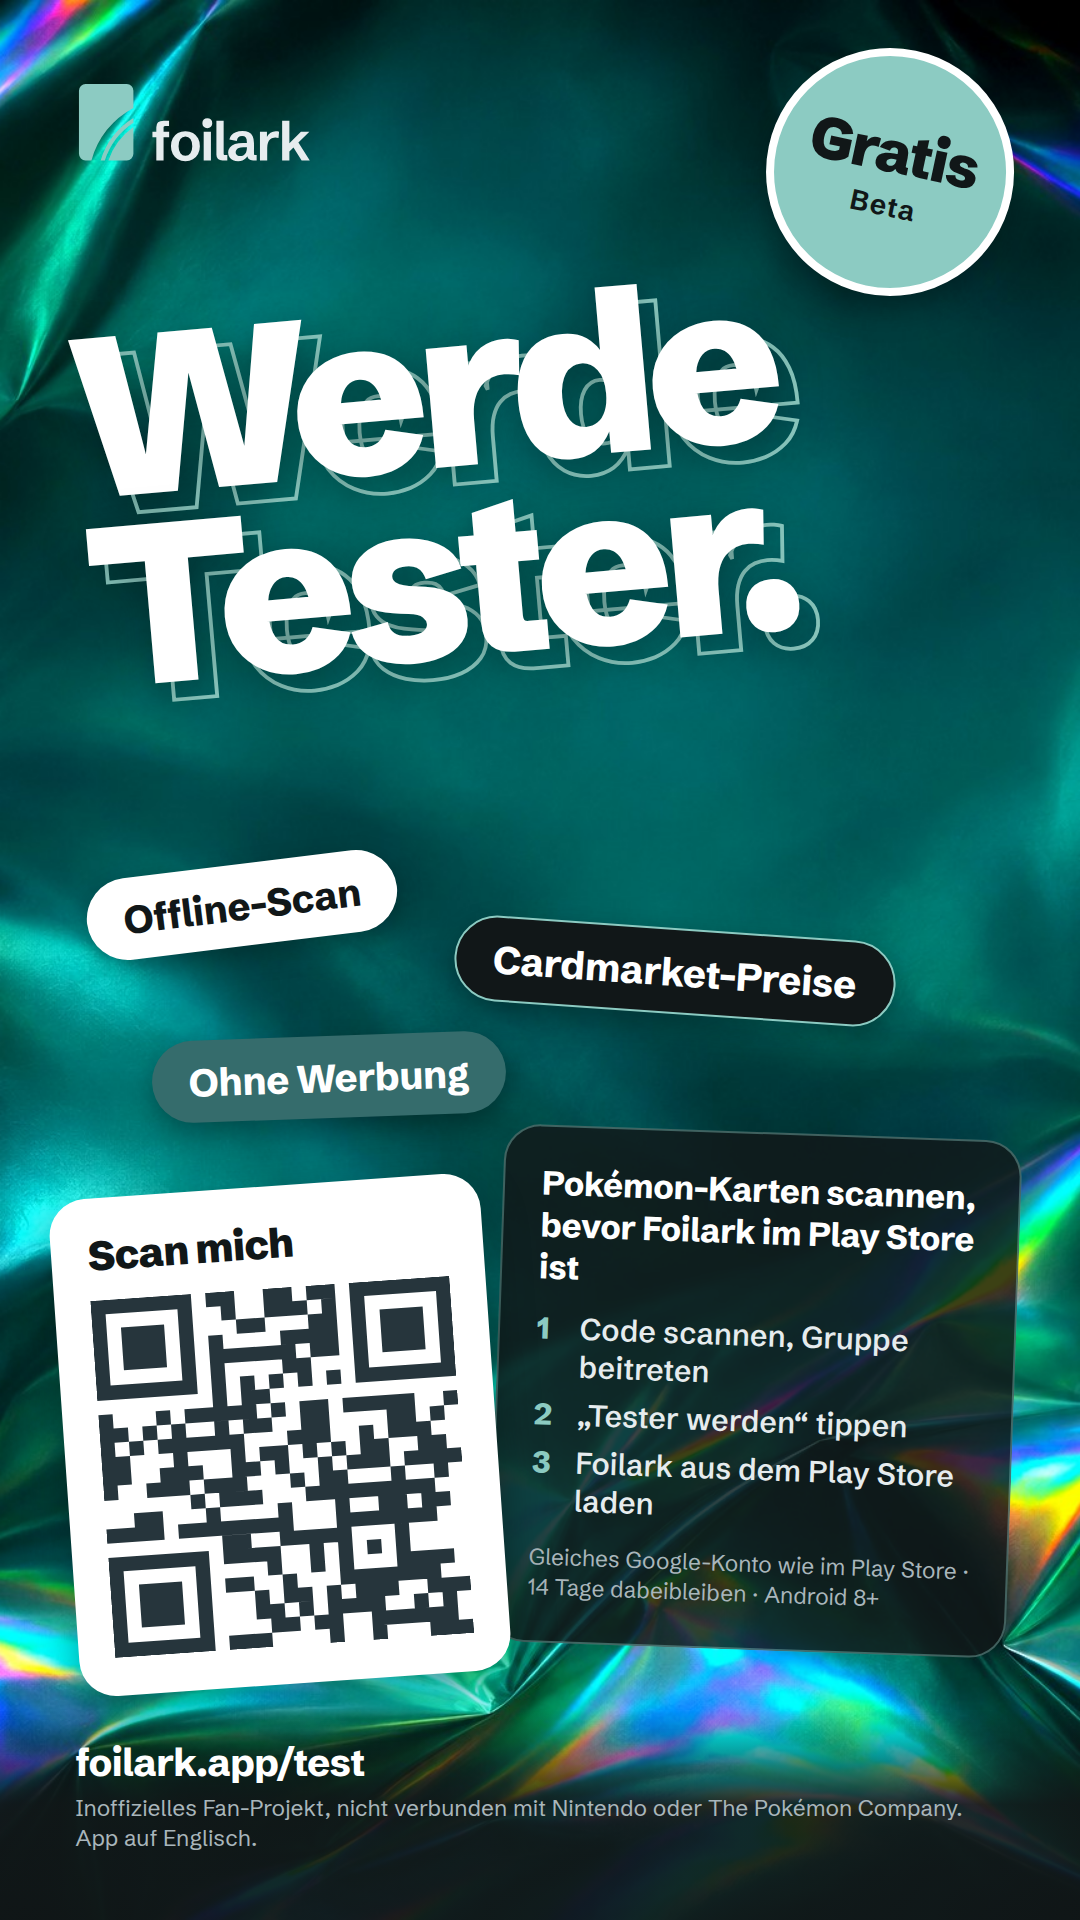 foilark
Gratis
Beta
Werde
Tester.
Offline-Scan
Cardmarket-Preise
Ohne Werbung
Scan mich
Pokémon-Karten scannen,
bevor Foilark im Play Store
ist
1 Code scannen, Gruppe
beitreten
2 „Tester werden“ tippen
3 Foilark aus dem Play Store
laden
Gleiches Google-Konto wie im Play Store ·
14 Tage dabeibleiben · Android 8+
foilark.app/test
Inoffizielles Fan-Projekt, nicht verbunden mit Nintendo oder The Pokémon Company.
App auf Englisch.